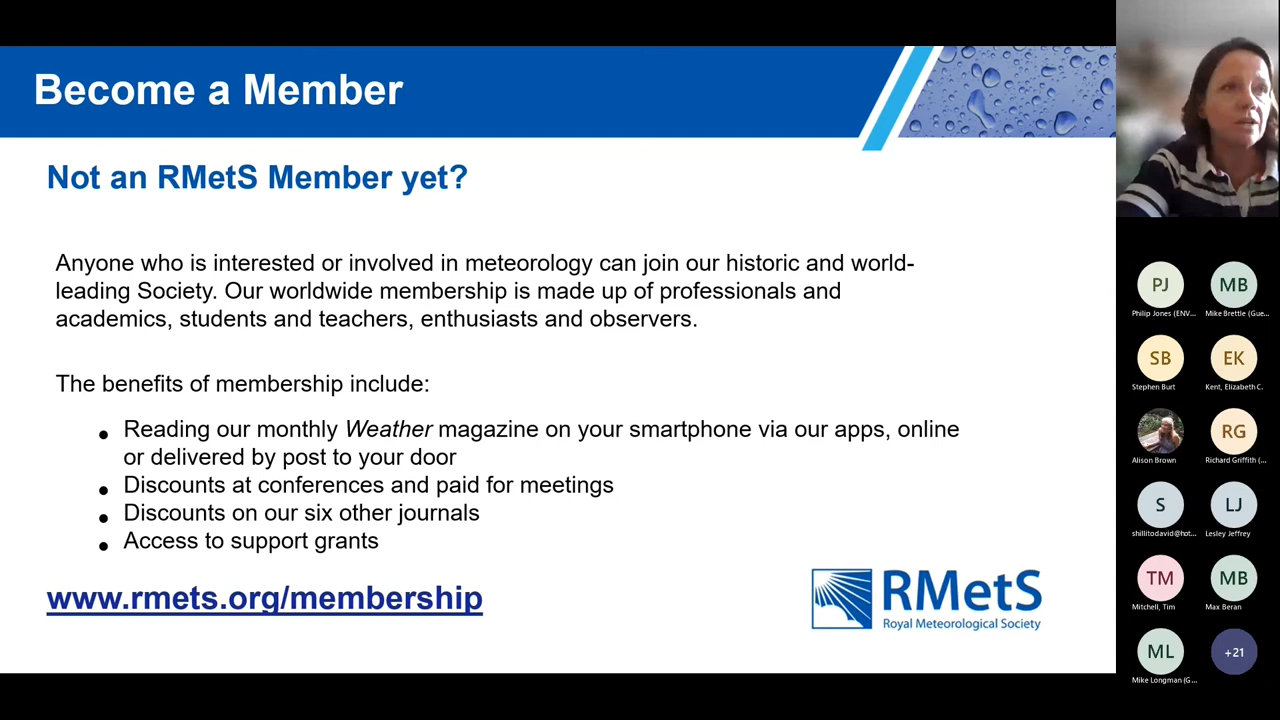 Become a Member
Not an RMetS Member yet?
Anyone who is interested or involved in meteorology can join our historic and world-
leading Society. Our worldwide membership is made up of professionals and
academics, students and teachers, enthusiasts and observers.
The benefits of membership include:
• Reading our monthly Weather magazine on your smartphone via our apps, online
or delivered by post to your door
• Discounts at conferences and paid for meetings
• Discounts on our six other journals
• Access to support grants
www.rmets.org/membership
RMetS
Royal Meteorological Society
PJ
Philip Jones (ENV...
MB
Mike Brettle (Gue...
SB
Stephen Burt
EK
Kent, Elizabeth C.
Alison Brown
RG
Richard Griffith (...
S
shillitodavid@hot...
LJ
Lesley Jeffrey
TM
Mitchell, Tim
MB
Max Beran
ML
Mike Longman (G...
+21